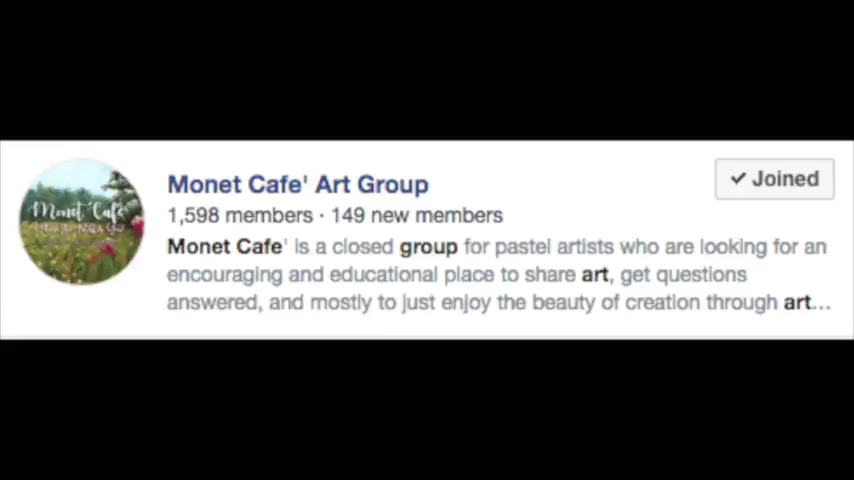 Monet Cafe' Art Group
✓ Joined
1,598 members · 149 new members
Monet Cafe' is a closed group for pastel artists who are looking for an
encouraging and educational place to share art, get questions
answered, and mostly to just enjoy the beauty of creation through art...
Monet Cafe'